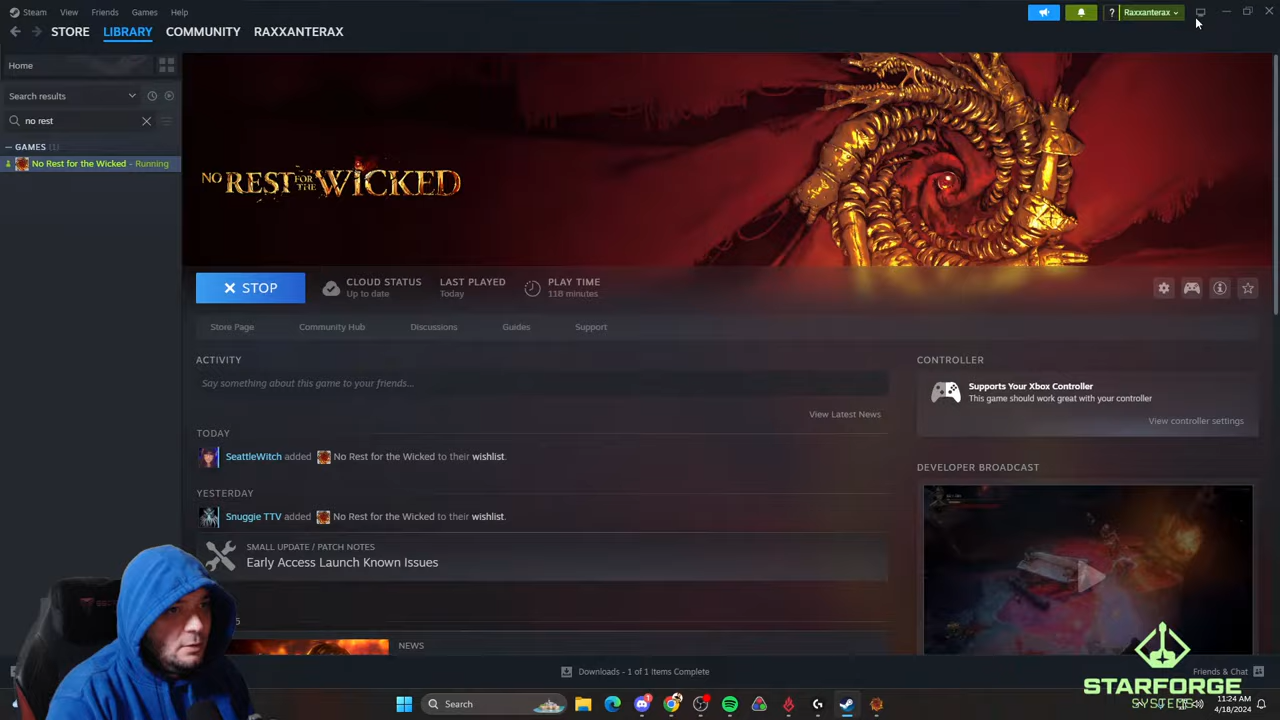 Steam View Friends Games Help
? Raxxanterax
STORE LIBRARY COMMUNITY RAXXANTERAX
Home
Search results
no rest
GAMES (1)
No Rest for the Wicked - Running
NO REST FOR THE WICKED
STOP
CLOUD STATUS
Up to date
LAST PLAYED
Today
PLAY TIME
118 minutes
Store Page Community Hub Discussions Guides Support
ACTIVITY
Say something about this game to your friends...
View Latest News
TODAY
SeattleWitch added No Rest for the Wicked to their wishlist.
YESTERDAY
Snuggie TTV added No Rest for the Wicked to their wishlist.
SMALL UPDATE / PATCH NOTES
Early Access Launch Known Issues
NEWS
CONTROLLER
Supports Your Xbox Controller
This game should work great with your controller
View controller settings
DEVELOPER BROADCAST
Downloads - 1 of 1 Items Complete
Friends & Chat
STARFORGE
SYSTEMS
Search
11:24 AM
4/18/2024